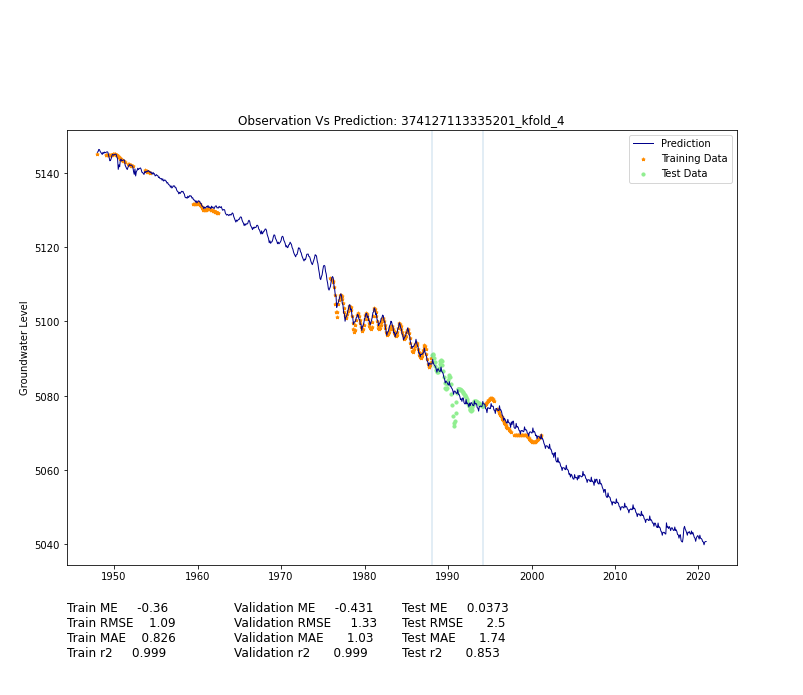 Observation Vs Prediction: 374127113335201_kfold_4
Prediction
Training Data
Test Data
Groundwater Level
5140
5120
5100
5080
5060
5040
1950 1960 1970 1980 1990 2000 2010 2020
Train ME -0.36 Validation ME -0.431 Test ME 0.0373
Train RMSE 1.09 Validation RMSE 1.33 Test RMSE 2.5
Train MAE 0.826 Validation MAE 1.03 Test MAE 1.74
Train r2 0.999 Validation r2 0.999 Test r2 0.853